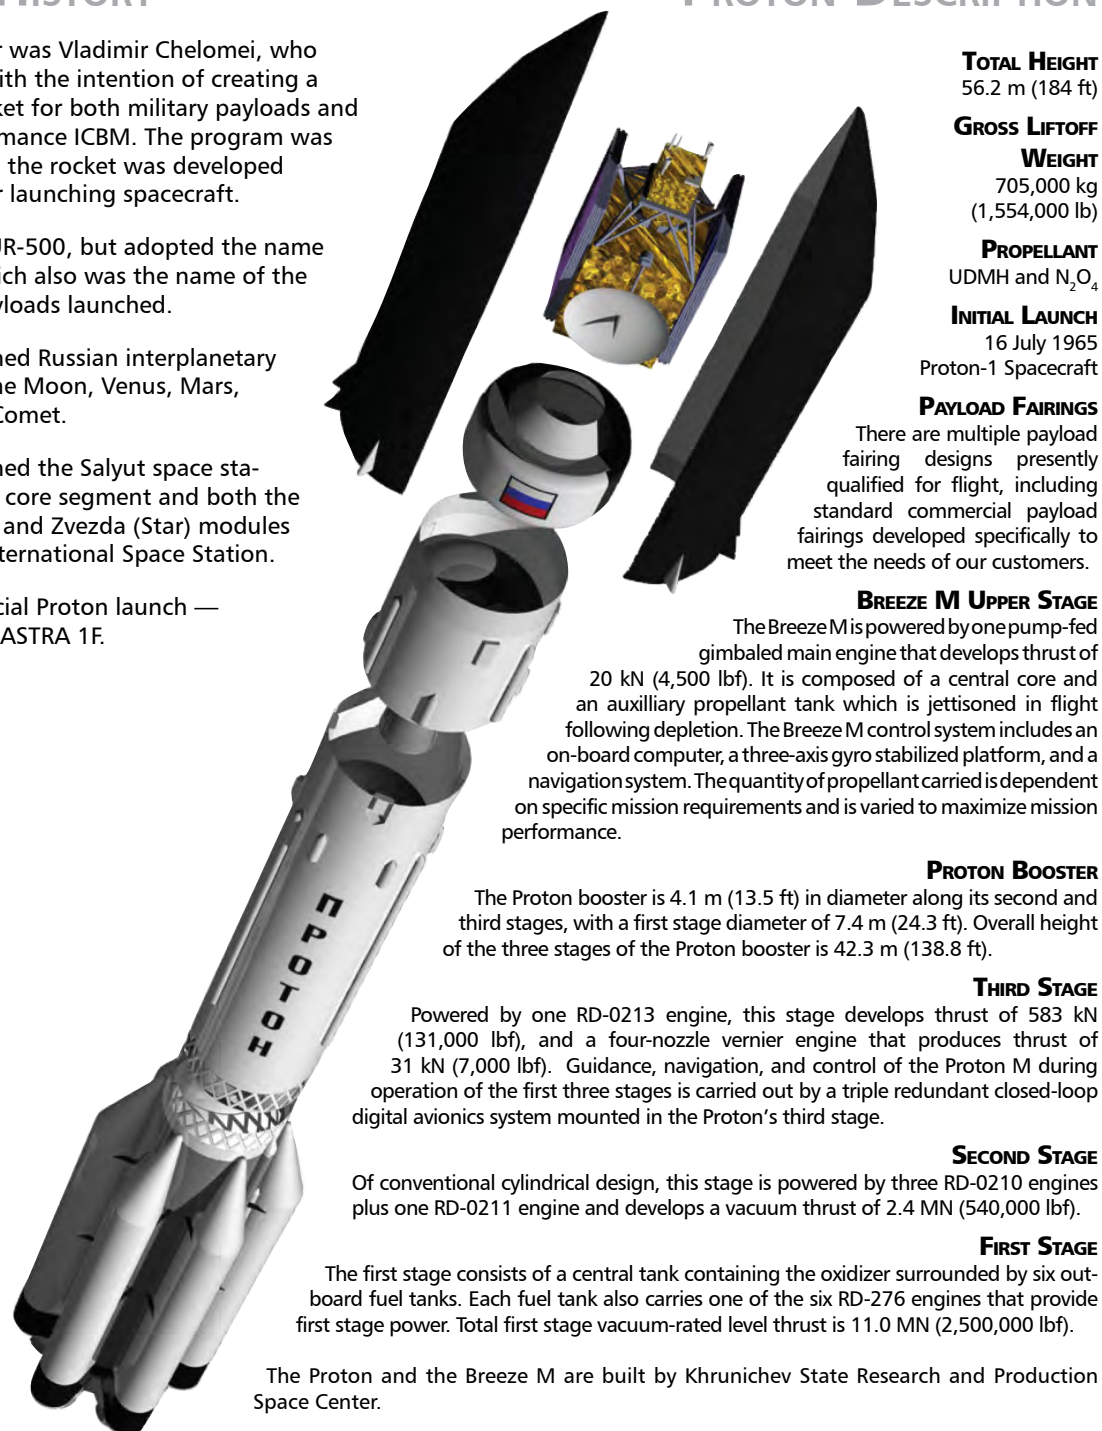 HISTORY
r was Vladimir Chelomei, who
ith the intention of creating a
ket for both military payloads and
rmance ICBM. The program was
the rocket was developed
r launching spacecraft.
UR-500, but adopted the name
ich also was the name of the
yloads launched.
hed Russian interplanetary
he Moon, Venus, Mars,
Comet.
hed the Salyut space sta-
core segment and both the
and Zvezda (Star) modules
nternational Space Station.
cial Proton launch —
ASTRA 1F.
ПРОТОН
PROTON DESCRIPTION
TOTAL HEIGHT
56.2 m (184 ft)
GROSS LIFTOFF
WEIGHT
705,000 kg
(1,554,000 lb)
PROPELLANT
UDMH and N2O4
INITIAL LAUNCH
16 July 1965
Proton-1 Spacecraft
PAYLOAD FAIRINGS
There are multiple payload
fairing designs presently
qualified for flight, including
standard commercial payload
fairings developed specifically to
meet the needs of our customers.
BREEZE M UPPER STAGE
The Breeze M is powered by one pump-fed
gimbaled main engine that develops thrust of
20 kN (4,500 lbf). It is composed of a central core and
an auxilliary propellant tank which is jettisoned in flight
following depletion. The Breeze M control system includes an
on-board computer, a three-axis gyro stabilized platform, and a
navigation system. The quantity of propellant carried is dependent
on specific mission requirements and is varied to maximize mission
performance.
PROTON BOOSTER
The Proton booster is 4.1 m (13.5 ft) in diameter along its second and
third stages, with a first stage diameter of 7.4 m (24.3 ft). Overall height
of the three stages of the Proton booster is 42.3 m (138.8 ft).
THIRD STAGE
Powered by one RD-0213 engine, this stage develops thrust of 583 kN
(131,000 lbf), and a four-nozzle vernier engine that produces thrust of
31 kN (7,000 lbf). Guidance, navigation, and control of the Proton M during
operation of the first three stages is carried out by a triple redundant closed-loop
digital avionics system mounted in the Proton's third stage.
SECOND STAGE
Of conventional cylindrical design, this stage is powered by three RD-0210 engines
plus one RD-0211 engine and develops a vacuum thrust of 2.4 MN (540,000 lbf).
FIRST STAGE
The first stage consists of a central tank containing the oxidizer surrounded by six out-
board fuel tanks. Each fuel tank also carries one of the six RD-276 engines that provide
first stage power. Total first stage vacuum-rated level thrust is 11.0 MN (2,500,000 lbf).
The Proton and the Breeze M are built by Khrunichev State Research and Production
Space Center.